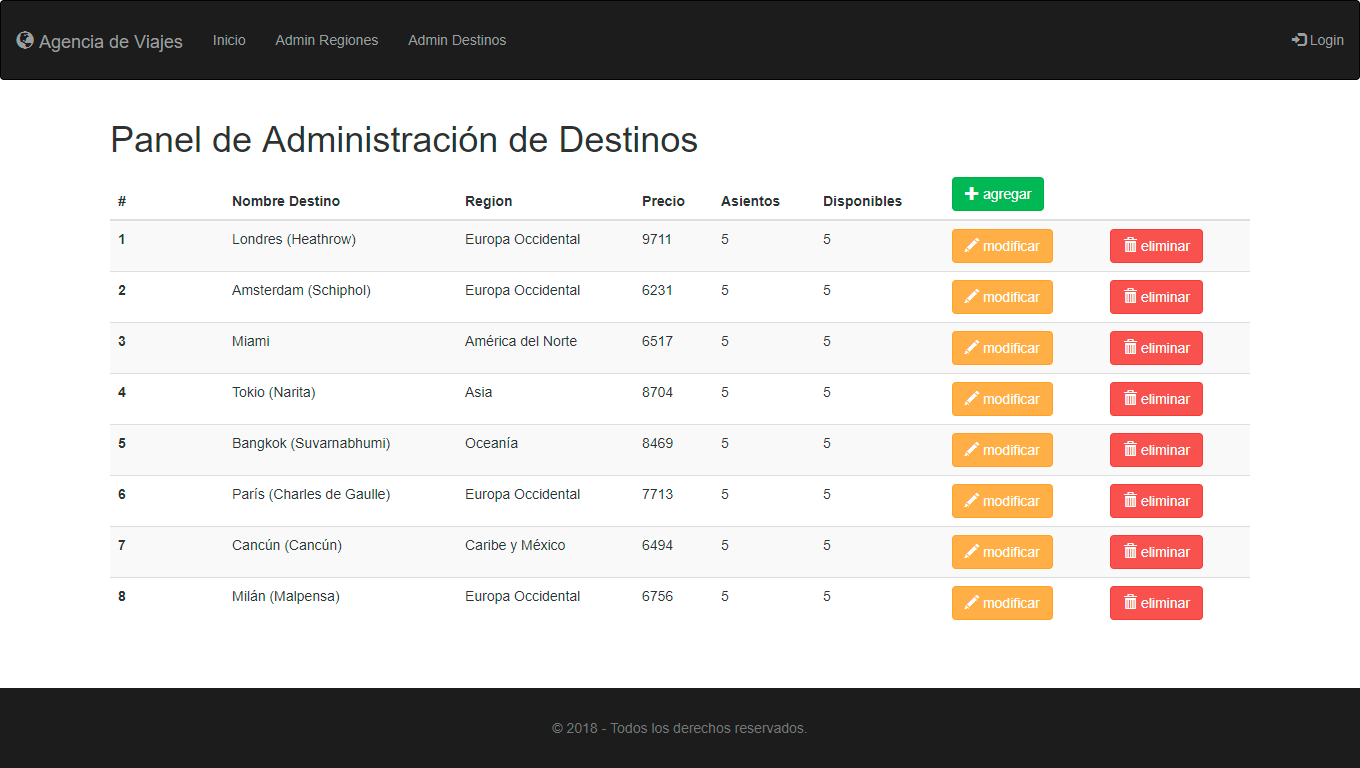 Agencia de Viajes Inicio Admin Regiones Admin Destinos Login
Panel de Administración de Destinos
# Nombre Destino Region Precio Asientos Disponibles agregar
1 Londres (Heathrow) Europa Occidental 9711 5 5 modificar eliminar
2 Amsterdam (Schiphol) Europa Occidental 6231 5 5 modificar eliminar
3 Miami América del Norte 6517 5 5 modificar eliminar
4 Tokio (Narita) Asia 8704 5 5 modificar eliminar
5 Bangkok (Suvarnabhumi) Oceanía 8469 5 5 modificar eliminar
6 París (Charles de Gaulle) Europa Occidental 7713 5 5 modificar eliminar
7 Cancún (Cancún) Caribe y México 6494 5 5 modificar eliminar
8 Milán (Malpensa) Europa Occidental 6756 5 5 modificar eliminar
© 2018 - Todos los derechos reservados.